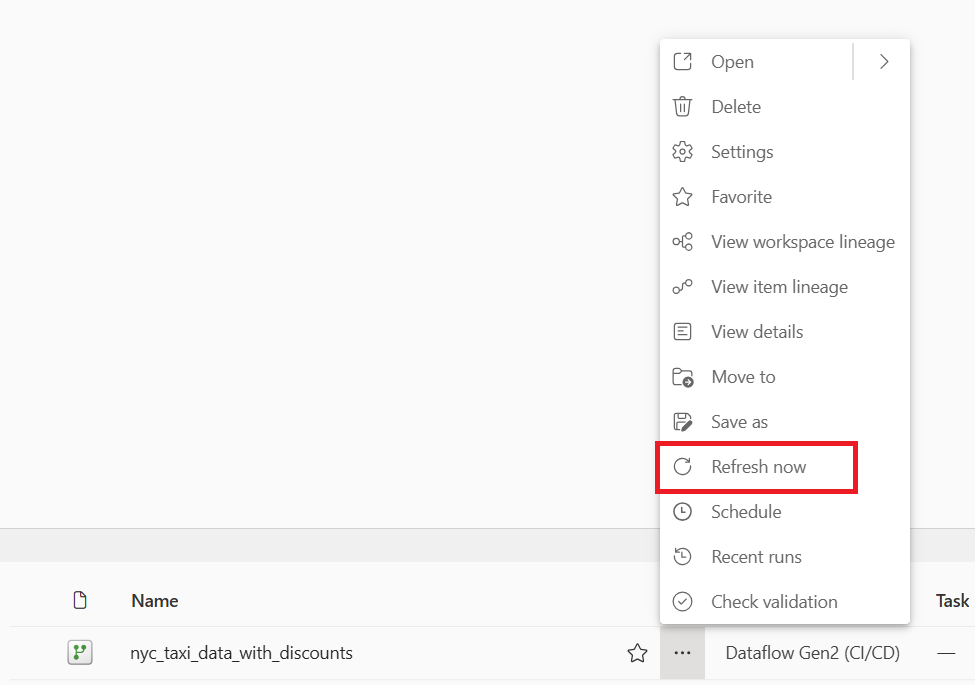 Open
Delete
Settings
Favorite
View workspace lineage
View item lineage
View details
Move to
Save as
Refresh now
Schedule
Recent runs
Check validation
Name
Task
nyc_taxi_data_with_discounts
Dataflow Gen2 (CI/CD)
—